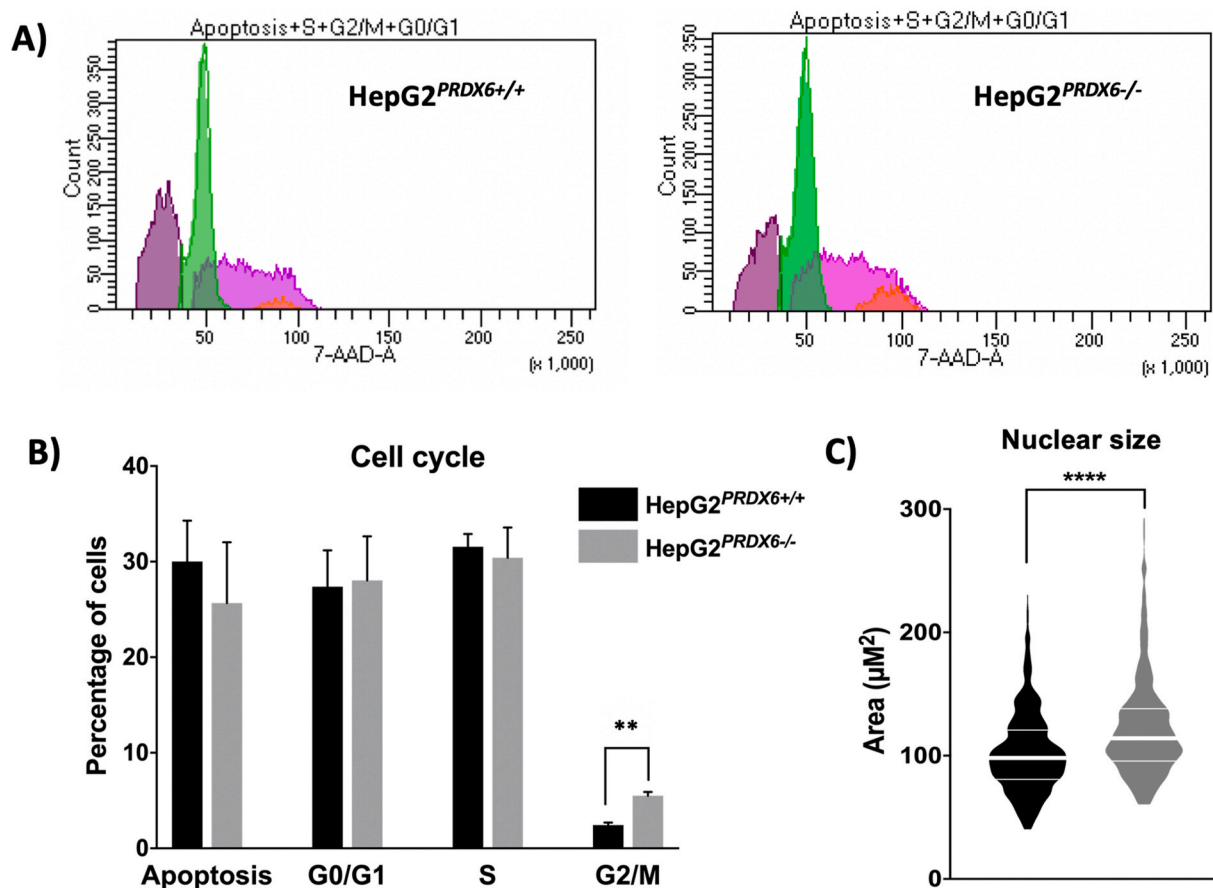 A)
Apoptosis+S+G2/M+G0/G1
HepG2PRDX6+/+
Count
0 50 100 150 200 250 300 350
50 100 150 200 250
7-AAD-A
(x 1,000)
Apoptosis+S+G2/M+G0/G1
HepG2PRDX6-/-
Count
0 50 100 150 200 250 300 350
50 100 150 200 250
7-AAD-A
(x 1,000)
B)
Cell cycle
Percentage of cells
40
30
20
10
0
HepG2PRDX6+/+
HepG2PRDX6-/-
**
Apoptosis G0/G1 S G2/M
C)
Nuclear size
****
Area (µM²)
300
200
100
0